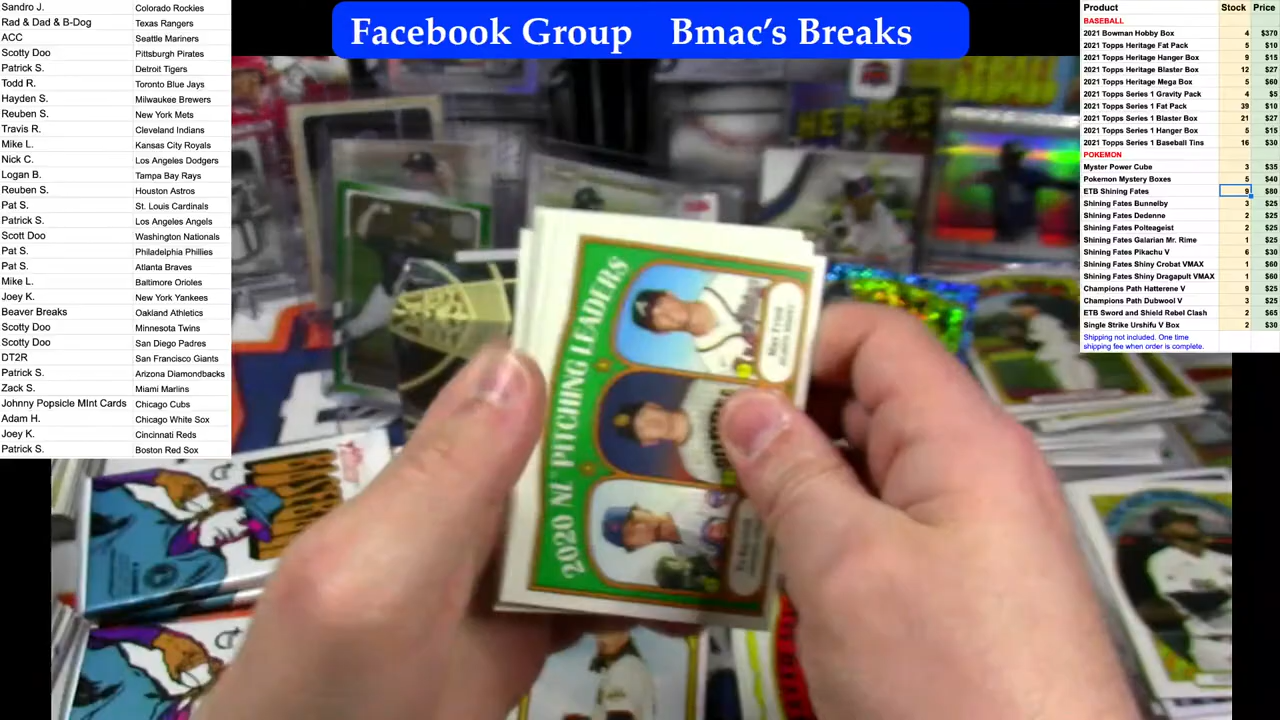 Facebook Group Bmac's Breaks
Sandro J. Colorado Rockies
Rad & Dad & B-Dog Texas Rangers
ACC Seattle Mariners
Scotty Doo Pittsburgh Pirates
Patrick S. Detroit Tigers
Todd R. Toronto Blue Jays
Hayden S. Milwaukee Brewers
Reuben S. New York Mets
Travis R. Cleveland Indians
Mike L. Kansas City Royals
Nick C. Los Angeles Dodgers
Logan B. Tampa Bay Rays
Reuben S. Houston Astros
Pat S. St. Louis Cardinals
Patrick S. Los Angeles Angels
Scott Doo Washington Nationals
Pat S. Philadelphia Phillies
Pat S. Atlanta Braves
Mike L. Baltimore Orioles
Joey K. New York Yankees
Beaver Breaks Oakland Athletics
Scotty Doo Minnesota Twins
Scotty Doo San Diego Padres
DT2R San Francisco Giants
Patrick S. Arizona Diamondbacks
Zack S. Miami Marlins
Johnny Popsicle MInt Cards Chicago Cubs
Adam H. Chicago White Sox
Joey K. Cincinnati Reds
Patrick S. Boston Red Sox
Product Stock Price
BASEBALL
2021 Bowman Hobby Box 4 $370
2021 Topps Heritage Fat Pack 5 $10
2021 Topps Heritage Hanger Box 9 $15
2021 Topps Heritage Blaster Box 12 $27
2021 Topps Heritage Mega Box 5 $60
2021 Topps Series 1 Gravity Pack 4 $5
2021 Topps Series 1 Fat Pack 39 $10
2021 Topps Series 1 Blaster Box 21 $27
2021 Topps Series 1 Hanger Box 5 $15
2021 Topps Series 1 Baseball Tins 16 $30
POKEMON
Myster Power Cube 3 $35
Pokemon Mystery Boxes 5 $40
ETB Shining Fates 9 $80
Shining Fates Bunnelby 3 $25
Shining Fates Dedenne 2 $25
Shining Fates Polteageist 2 $25
Shining Fates Galarian Mr. Rime 1 $25
Shining Fates Pikachu V 6 $30
Shining Fates Shiny Crobat VMAX 1 $60
Shining Fates Shiny Dragapult VMAX 1 $60
Champions Path Hatterene V 9 $25
Champions Path Dubwool V 3 $25
ETB Sword and Shield Rebel Clash 2 $65
Single Strike Urshifu V Box 2 $30
Shipping not included. One time
shipping fee when order is complete.
HEROES
2020 NL PITCHING LEADERS
Max Fried